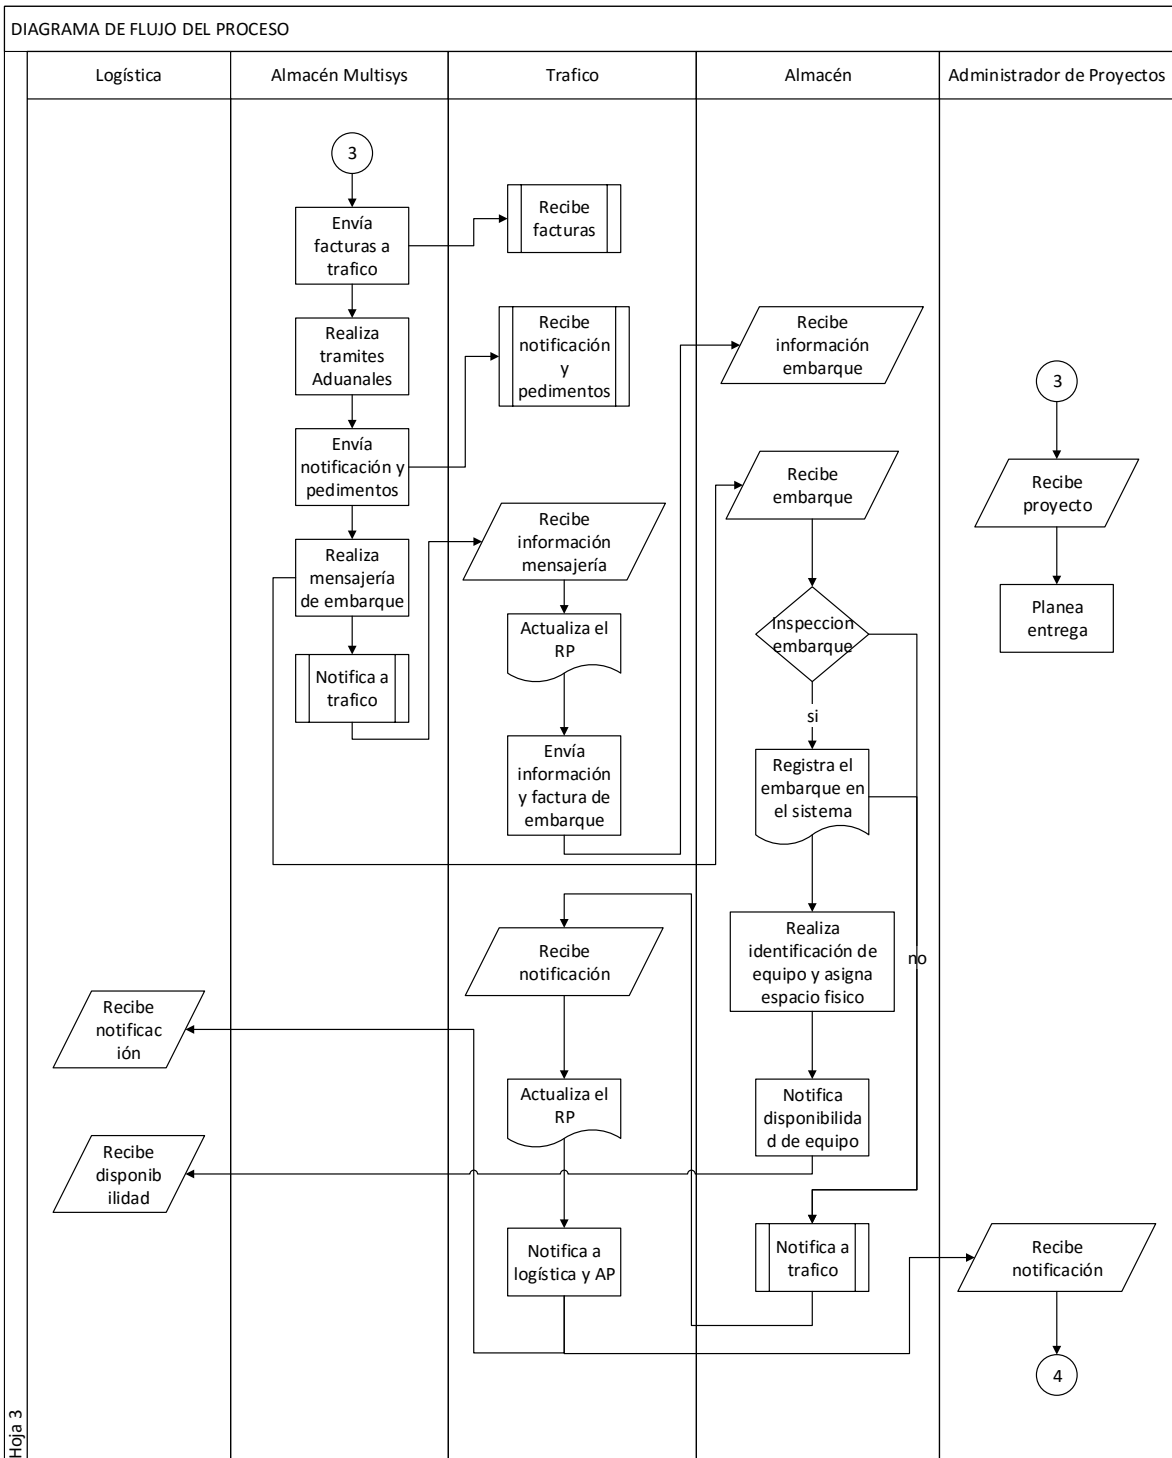 DIAGRAMA DE FLUJO DEL PROCESO
Logística
Almacén Multisys
Trafico
Almacén
Administrador de Proyectos
3
Envía
facturas a
trafico
Realiza
tramites
Aduanales
Envía
notificación y
pedimentos
Realiza
mensajería
de embarque
Notifica a
trafico
Recibe
facturas
Recibe
notificación
y
pedimentos
Recibe
información
mensajería
Actualiza el
RP
Envía
información
y factura de
embarque
Recibe
información
embarque
Recibe
embarque
Inspeccion
embarque
si
no
Registra el
embarque en
el sistema
Realiza
identificación de
equipo y asigna
espacio fisico
Notifica
disponibilida
d de equipo
Notifica a
trafico
3
Recibe
proyecto
Planea
entrega
Recibe
notificación
Actualiza el
RP
Notifica a
logística y AP
Recibe
notificac
ión
Recibe
disponib
ilidad
Recibe
notificación
4
Hoja 3